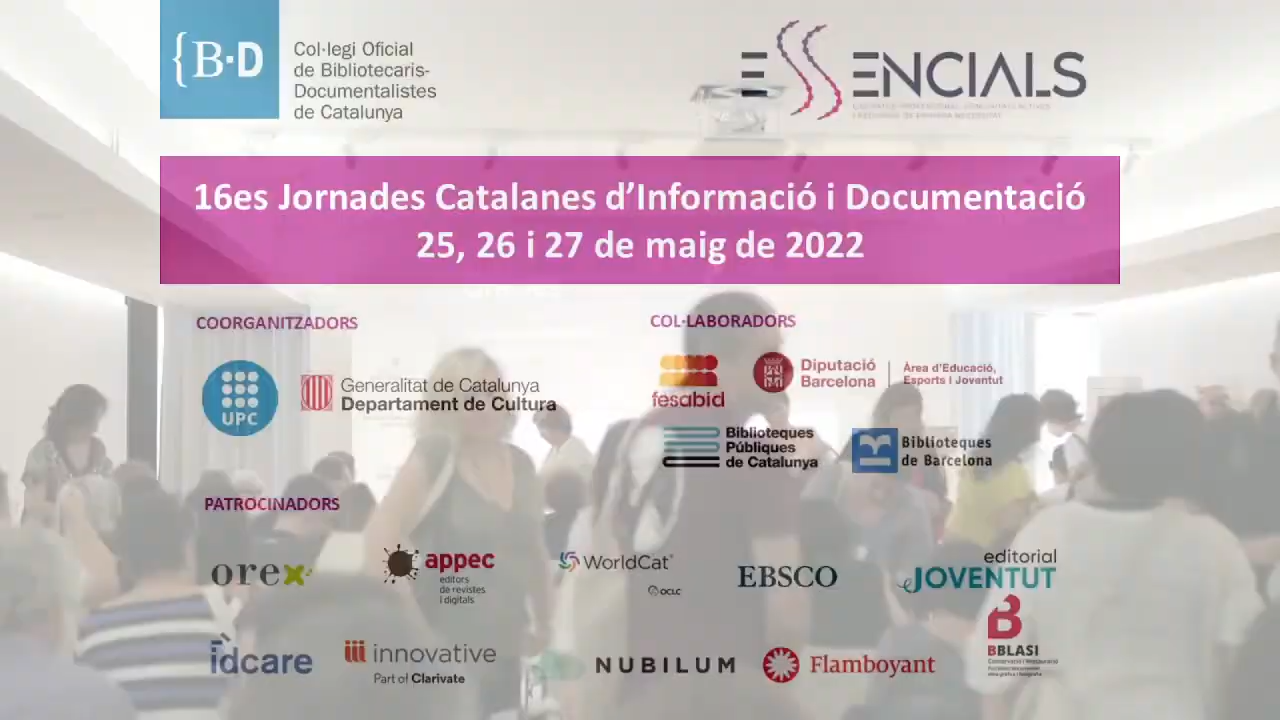 {B·D
Col·legi Oficial
de Bibliotecaris-
Documentalistes
de Catalunya
ESSENCIALS
16es Jornades Catalanes d'Informació i Documentació
25, 26 i 27 de maig de 2022
COORGANITZADORS
UPC
Generalitat de Catalunya
Departament de Cultura
COL·LABORADORS
fesabid
Diputació
Barcelona
Àrea d'Educació,
Esports i Joventut
Biblioteques
Públiques
de Catalunya
Biblioteques
de Barcelona
PATROCINADORS
orex
appec
editors
de revistes
i digitals
WorldCat®
OCLC
EBSCO
editorial
JOVENTUT
idcare
innovative
Part of Clarivate
NUBILUM
Flamboyant
B
BBLASI
Conservació i Restauració